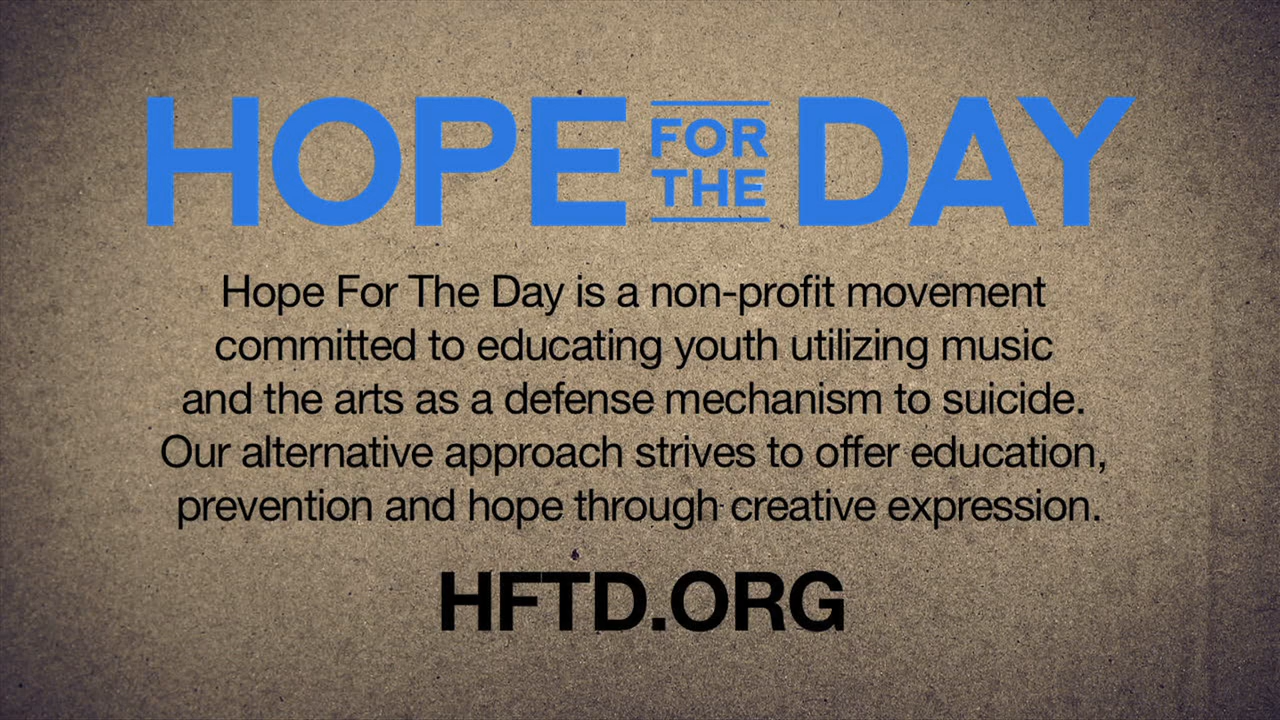 HOPE FOR THE DAY
Hope For The Day is a non-profit movement
committed to educating youth utilizing music
and the arts as a defense mechanism to suicide.
Our alternative approach strives to offer education,
prevention and hope through creative expression.
HFTD.ORG